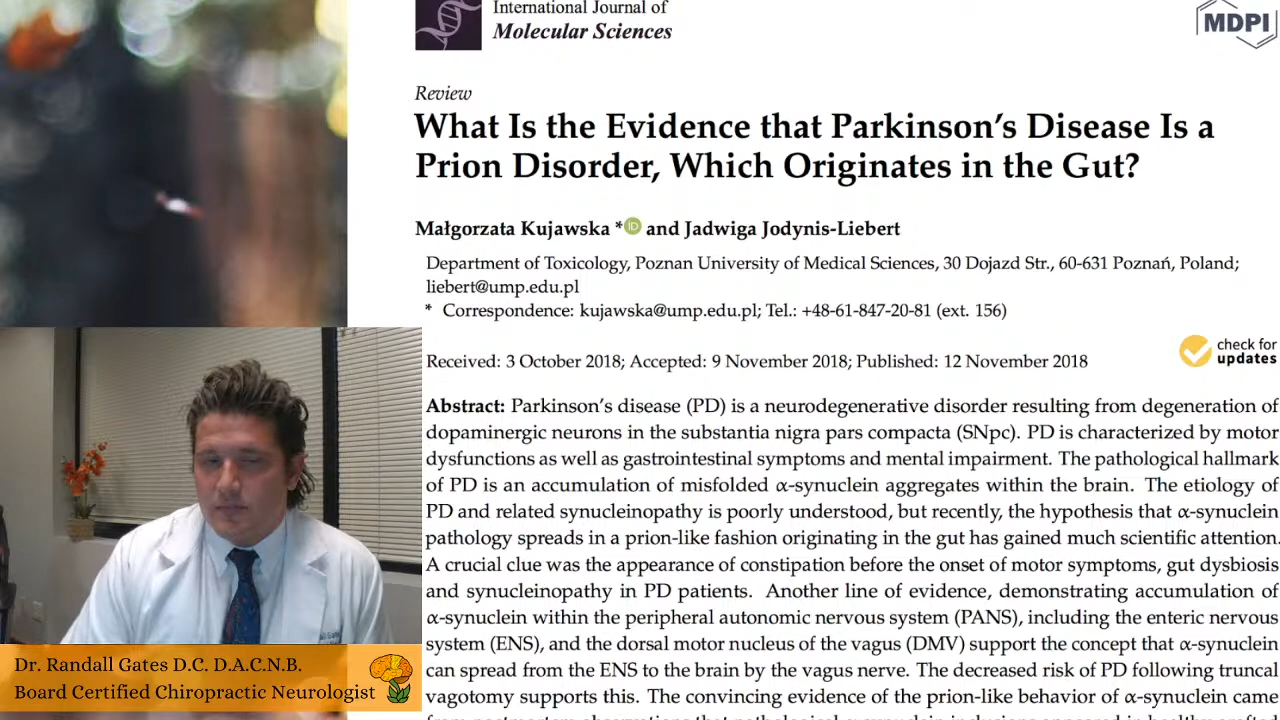 International Journal of
Molecular Sciences
MDPI
Review
What Is the Evidence that Parkinson's Disease Is a
Prion Disorder, Which Originates in the Gut?
Małgorzata Kujawska * iD and Jadwiga Jodynis-Liebert
Department of Toxicology, Poznan University of Medical Sciences, 30 Dojazd Str., 60-631 Poznań, Poland;
liebert@ump.edu.pl
* Correspondence: kujawska@ump.edu.pl; Tel.: +48-61-847-20-81 (ext. 156)
Received: 3 October 2018; Accepted: 9 November 2018; Published: 12 November 2018
check for
updates
Abstract: Parkinson's disease (PD) is a neurodegenerative disorder resulting from degeneration of
dopaminergic neurons in the substantia nigra pars compacta (SNpc). PD is characterized by motor
dysfunctions as well as gastrointestinal symptoms and mental impairment. The pathological hallmark
of PD is an accumulation of misfolded α-synuclein aggregates within the brain. The etiology of
PD and related synucleinopathy is poorly understood, but recently, the hypothesis that α-synuclein
pathology spreads in a prion-like fashion originating in the gut has gained much scientific attention.
A crucial clue was the appearance of constipation before the onset of motor symptoms, gut dysbiosis
and synucleinopathy in PD patients. Another line of evidence, demonstrating accumulation of
α-synuclein within the peripheral autonomic nervous system (PANS), including the enteric nervous
system (ENS), and the dorsal motor nucleus of the vagus (DMV) support the concept that α-synuclein
can spread from the ENS to the brain by the vagus nerve. The decreased risk of PD following truncal
vagotomy supports this. The convincing evidence of the prion-like behavior of α-synuclein came
Dr. Randall Gates D.C. D.A.C.N.B.
Board Certified Chiropractic Neurologist